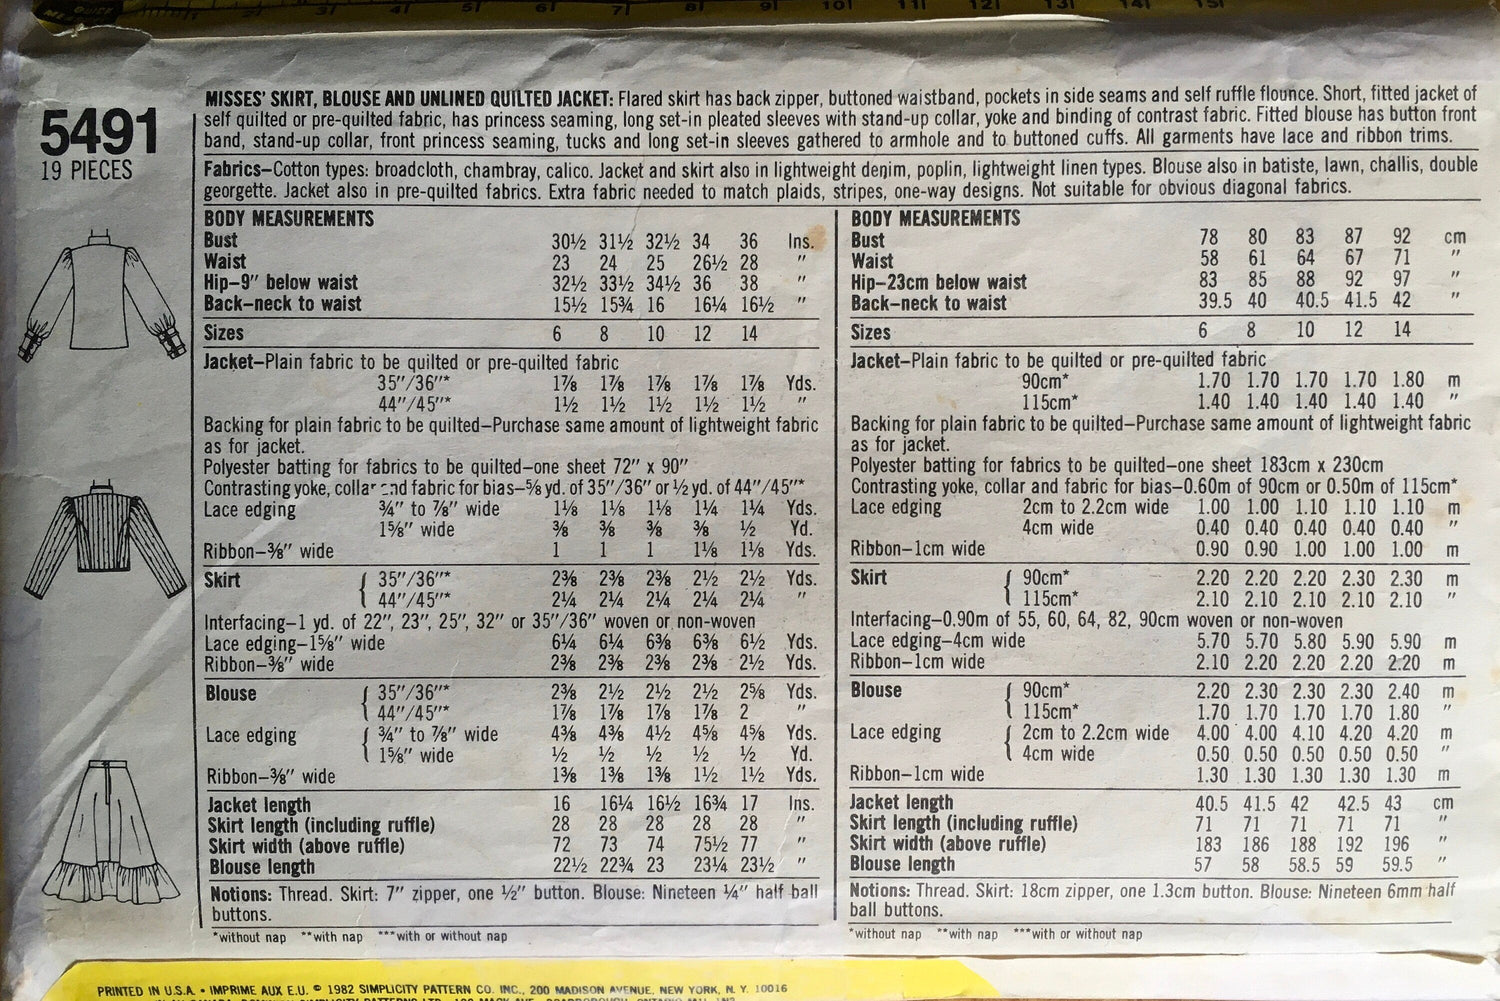 5491
19 PIECES
MISSES' SKIRT, BLOUSE AND UNLINED QUILTED JACKET: Flared skirt has back zipper, buttoned waistband, pockets in side seams and self ruffle flounce. Short, fitted jacket of
self quilted or pre-quilted fabric, has princess seaming, long set-in pleated sleeves with stand-up collar, yoke and binding of contrast fabric. Fitted blouse has button front
band, stand-up collar, front princess seaming, tucks and long set-in sleeves gathered to armhole and to buttoned cuffs. All garments have lace and ribbon trims.
Fabrics—Cotton types: broadcloth, chambray, calico. Jacket and skirt also in lightweight denim, poplin, lightweight linen types. Blouse also in batiste, lawn, challis, double
georgette. Jacket also in pre-quilted fabrics. Extra fabric needed to match plaids, stripes, one-way designs. Not suitable for obvious diagonal fabrics.
BODY MEASUREMENTS
Bust 30½ 31½ 32½ 34 36 Ins.
Waist 23 24 25 26½ 28 "
Hip—9" below waist 32½ 33½ 34½ 36 38 "
Back—neck to waist 15½ 15¾ 16 16¼ 16½ "
Sizes 6 8 10 12 14
Jacket—Plain fabric to be quilted or pre-quilted fabric
35"/36"* 1⅞ 1⅞ 1⅞ 1⅞ 1⅞ Yds.
44"/45"* 1½ 1½ 1½ 1½ 1½ "
Backing for plain fabric to be quilted—Purchase same amount of lightweight fabric
as for jacket.
Polyester batting for fabrics to be quilted—one sheet 72" x 90"
Contrasting yoke, collar and fabric for bias—⅝ yd. of 35"/36" or ½ yd. of 44"/45"*
Lace edging ¾" to ⅞" wide 1⅛ 1⅛ 1⅛ 1¼ 1¼ Yds.
1⅝" wide ⅜ ⅜ ⅜ ⅜ ½ Yd.
Ribbon—⅜" wide 1 1 1 1⅛ 1⅛ Yds.
Skirt { 35"/36"* 2⅜ 2⅜ 2⅜ 2½ 2½ Yds.
44"/45"* 2¼ 2¼ 2¼ 2¼ 2¼ "
Interfacing—1 yd. of 22", 23", 25", 32" or 35"/36" woven or non-woven
Lace edging—1⅝" wide 6¼ 6¼ 6⅜ 6⅜ 6½ Yds.
Ribbon—⅜" wide 2⅜ 2⅜ 2⅜ 2⅜ 2½ Yds.
Blouse { 35"/36"* 2⅜ 2½ 2½ 2½ 2⅝ Yds.
44"/45"* 1⅞ 1⅞ 1⅞ 1⅞ 2 "
Lace edging { ¾" to ⅞" wide 4⅜ 4⅜ 4½ 4⅝ 4⅝ Yds.
1⅝" wide ½ ½ ½ ½ ½ Yd.
Ribbon—⅜" wide 1⅜ 1⅜ 1⅜ 1½ 1½ Yds.
Jacket length 16 16¼ 16½ 16¾ 17 Ins.
Skirt length (including ruffle) 28 28 28 28 28 "
Skirt width (above ruffle) 72 73 74 75½ 77 "
Blouse length 22½ 22¾ 23 23¼ 23½ "
Notions: Thread. Skirt: 7" zipper, one ½" button. Blouse: Nineteen ¼" half ball
buttons.
*without nap **with nap ***with or without nap
BODY MEASUREMENTS
Bust 78 80 83 87 92 cm
Waist 58 61 64 67 71 "
Hip—23cm below waist 83 85 88 92 97 "
Back—neck to waist 39.5 40 40.5 41.5 42 "
Sizes 6 8 10 12 14
Jacket—Plain fabric to be quilted or pre-quilted fabric
90cm* 1.70 1.70 1.70 1.70 1.80 m
115cm* 1.40 1.40 1.40 1.40 1.40 "
Backing for plain fabric to be quilted—Purchase same amount of lightweight fabric
as for jacket.
Polyester batting for fabrics to be quilted—one sheet 183cm x 230cm
Contrasting yoke, collar and fabric for bias—0.60m of 90cm or 0.50m of 115cm*
Lace edging 2cm to 2.2cm wide 1.00 1.00 1.10 1.10 1.10 m
4cm wide 0.40 0.40 0.40 0.40 0.40 "
Ribbon—1cm wide 0.90 0.90 1.00 1.00 1.00 m
Skirt { 90cm* 2.20 2.20 2.20 2.30 2.30 m
115cm* 2.10 2.10 2.10 2.10 2.10 "
Interfacing—0.90m of 55, 60, 64, 82, 90cm woven or non-woven
Lace edging—4cm wide 5.70 5.70 5.80 5.90 5.90 m
Ribbon—1cm wide 2.10 2.20 2.20 2.20 2.20 m
Blouse { 90cm* 2.20 2.30 2.30 2.30 2.40 m
115cm* 1.70 1.70 1.70 1.70 1.80 "
Lace edging { 2cm to 2.2cm wide 4.00 4.00 4.10 4.20 4.20 m
4cm wide 0.50 0.50 0.50 0.50 0.50 "
Ribbon—1cm wide 1.30 1.30 1.30 1.30 1.30 m
Jacket length 40.5 41.5 42 42.5 43 cm
Skirt length (including ruffle) 71 71 71 71 71 "
Skirt width (above ruffle) 183 186 188 192 196 "
Blouse length 57 58 58.5 59 59.5 "
Notions: Thread. Skirt: 18cm zipper, one 1.3cm button. Blouse: Nineteen 6mm half
ball buttons.
*without nap **with nap ***with or without nap
PRINTED IN U.S.A. • IMPRIME AUX E.U. © 1982 SIMPLICITY PATTERN CO. INC., 200 MADISON AVENUE, NEW YORK, N. Y. 10016